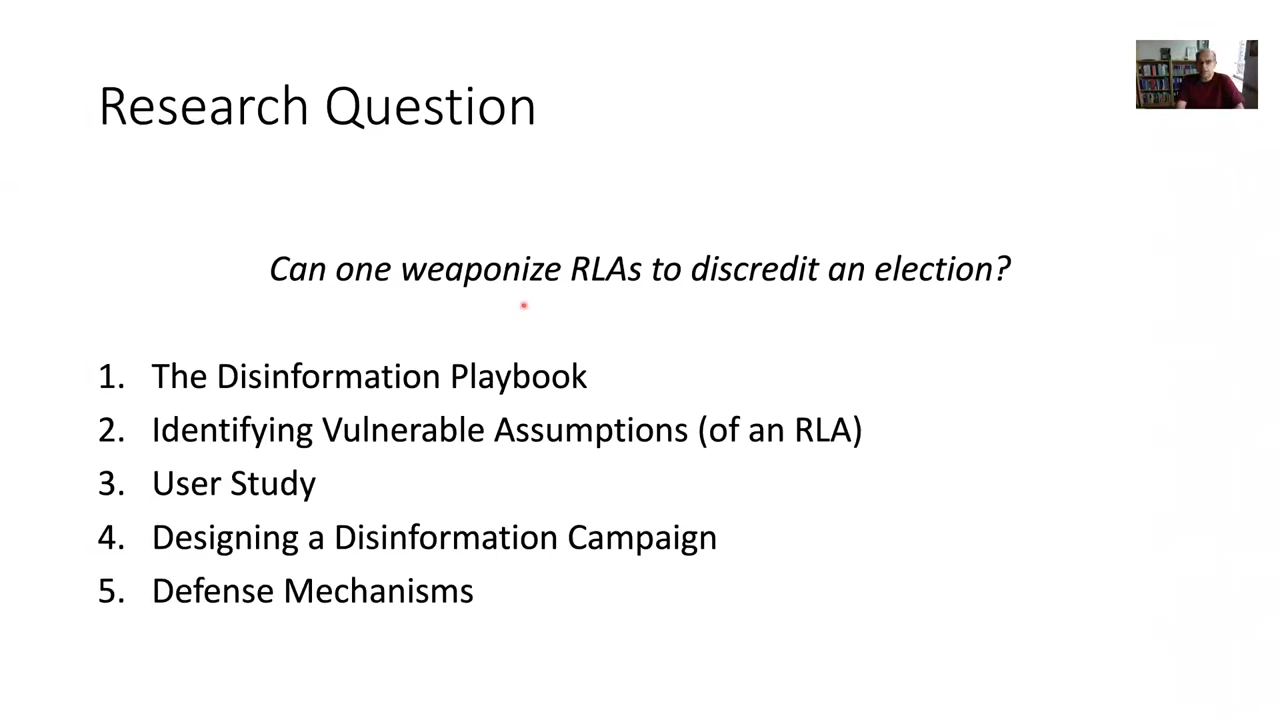 Research Question
Can one weaponize RLAs to discredit an election?
1. The Disinformation Playbook
2. Identifying Vulnerable Assumptions (of an RLA)
3. User Study
4. Designing a Disinformation Campaign
5. Defense Mechanisms